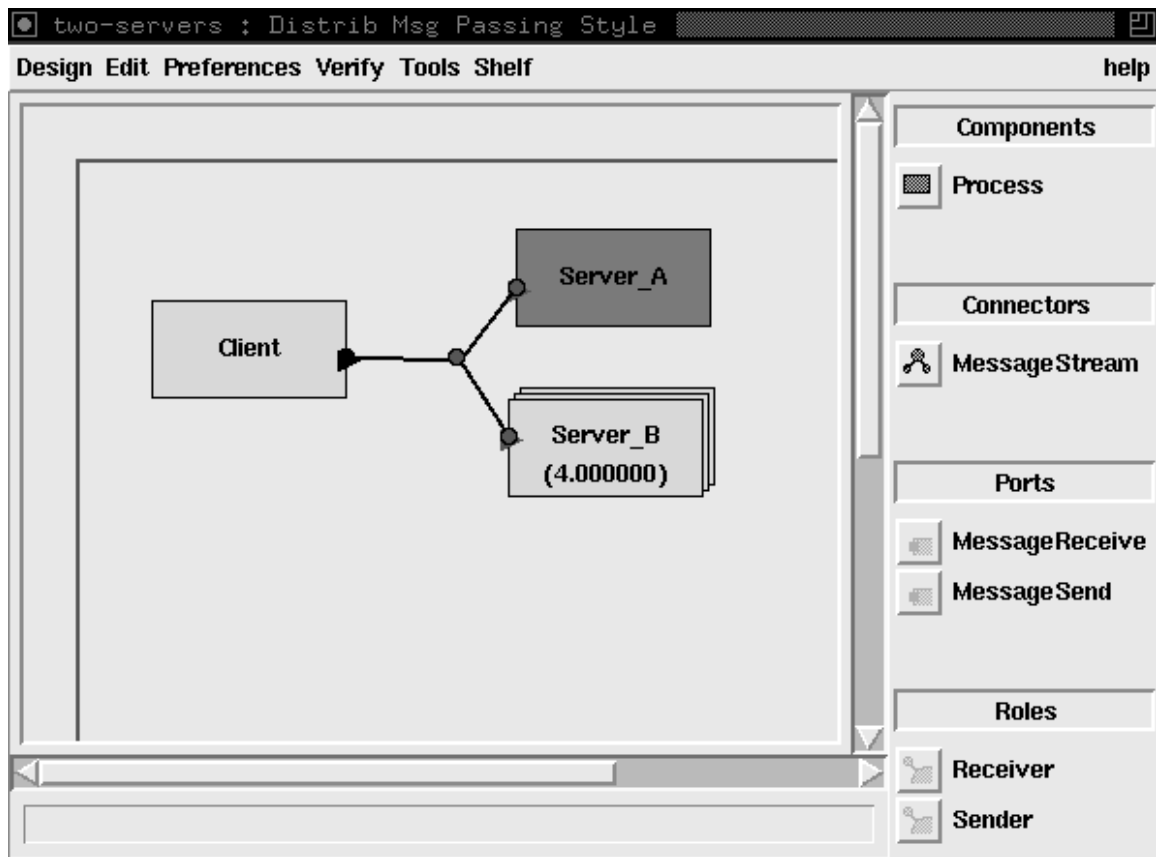 two-servers : Distrib Msg Passing Style
Design Edit Preferences Verify Tools Shelf help
Components
Process
Server_A
Client
Connectors
MessageStream
Server_B
(4.000000)
Ports
MessageReceive
MessageSend
Roles
Receiver
Sender